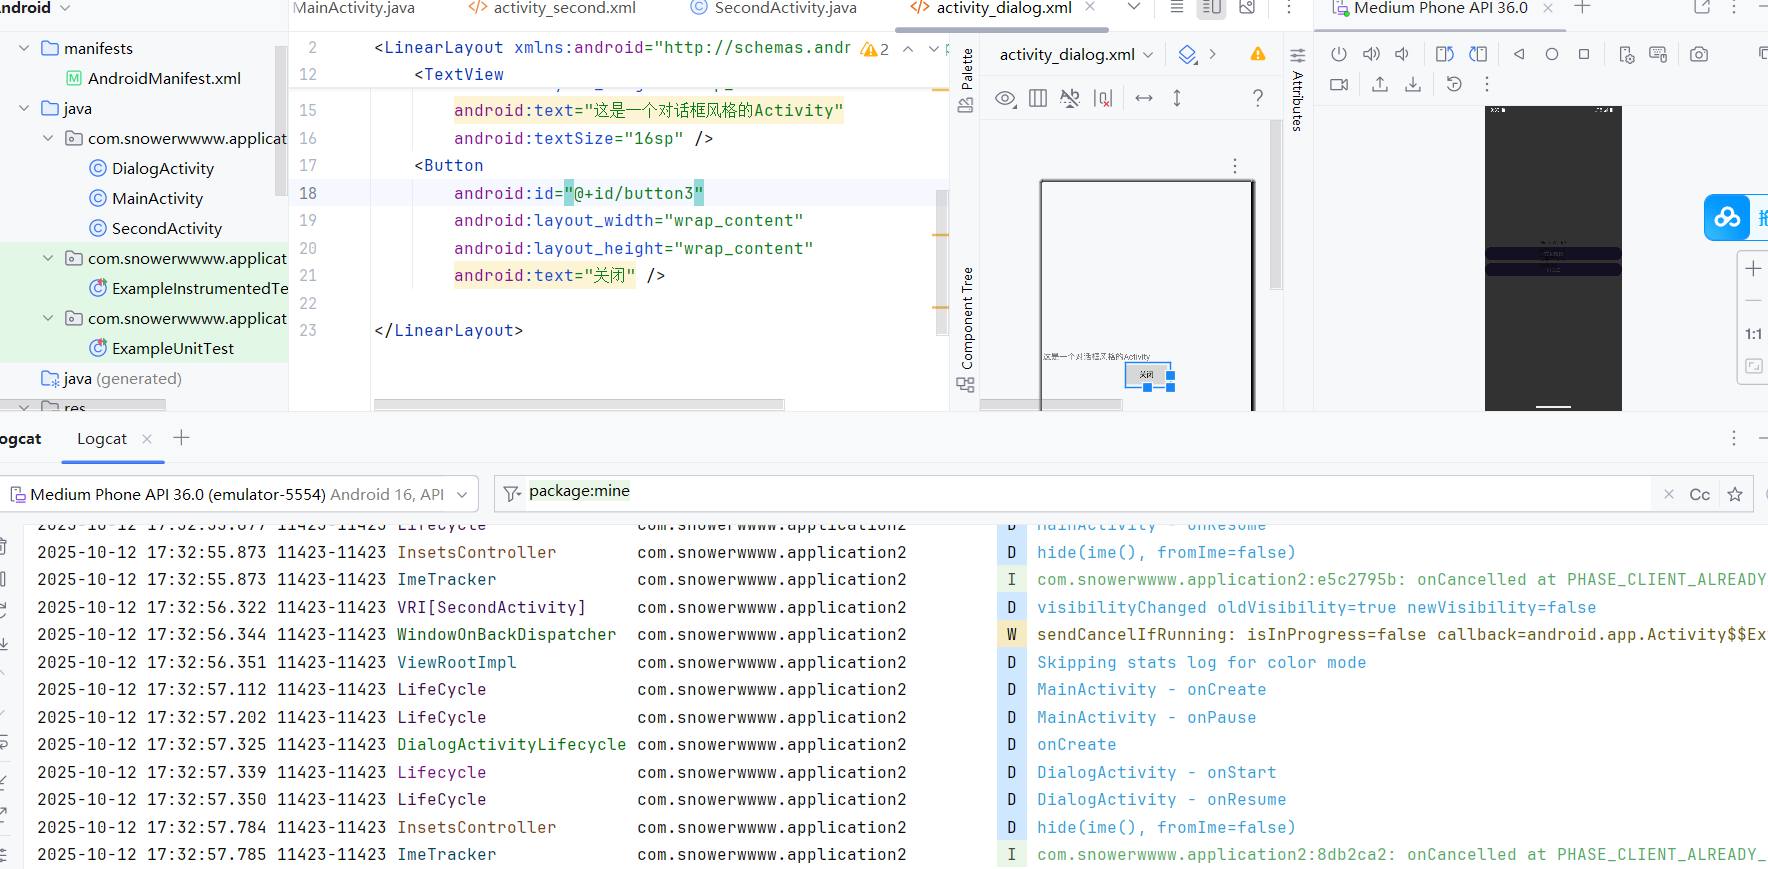 Android
MainActivity.java
activity_second.xml
SecondActivity.java
activity_dialog.xml
Medium Phone API 36.0
manifests
AndroidManifest.xml
java
com.snowerwwww.applicat
DialogActivity
MainActivity
SecondActivity
com.snowerwwww.applicat
ExampleInstrumentedTe
com.snowerwwww.applicat
ExampleUnitTest
java (generated)
res
2 <LinearLayout xmlns:android="http://schemas.andr
2
12 <TextView
15 android:text="这是一个对话框风格的Activity"
16 android:textSize="16sp" />
17 <Button
18 android:id="@+id/button3"
19 android:layout_width="wrap_content"
20 android:layout_height="wrap_content"
21 android:text="关闭" />
22
23 </LinearLayout>
Palette
Component Tree
activity_dialog.xml
?
Attributes
这是一个对话框风格的Activity
关闭
1:1
ogcat
Logcat
Medium Phone API 36.0 (emulator-5554) Android 16, API
package:mine
Cc
2025-10-12 17:32:55.677 11423-11423 Lifecycle com.snowerwwww.application2 D MainActivity - onResume
2025-10-12 17:32:55.873 11423-11423 InsetsController com.snowerwwww.application2 D hide(ime(), fromIme=false)
2025-10-12 17:32:55.873 11423-11423 ImeTracker com.snowerwwww.application2 I com.snowerwwww.application2:e5c2795b: onCancelled at PHASE_CLIENT_ALREADY
2025-10-12 17:32:56.322 11423-11423 VRI[SecondActivity] com.snowerwwww.application2 D visibilityChanged oldVisibility=true newVisibility=false
2025-10-12 17:32:56.344 11423-11423 WindowOnBackDispatcher com.snowerwwww.application2 W sendCancelIfRunning: isInProgress=false callback=android.app.Activity$$Ex
2025-10-12 17:32:56.351 11423-11423 ViewRootImpl com.snowerwwww.application2 D Skipping stats log for color mode
2025-10-12 17:32:57.112 11423-11423 LifeCycle com.snowerwwww.application2 D MainActivity - onCreate
2025-10-12 17:32:57.202 11423-11423 LifeCycle com.snowerwwww.application2 D MainActivity - onPause
2025-10-12 17:32:57.325 11423-11423 DialogActivityLifecycle com.snowerwwww.application2 D onCreate
2025-10-12 17:32:57.339 11423-11423 Lifecycle com.snowerwwww.application2 D DialogActivity - onStart
2025-10-12 17:32:57.350 11423-11423 LifeCycle com.snowerwwww.application2 D DialogActivity - onResume
2025-10-12 17:32:57.784 11423-11423 InsetsController com.snowerwwww.application2 D hide(ime(), fromIme=false)
2025-10-12 17:32:57.785 11423-11423 ImeTracker com.snowerwwww.application2 I com.snowerwwww.application2:8db2ca2: onCancelled at PHASE_CLIENT_ALREADY_